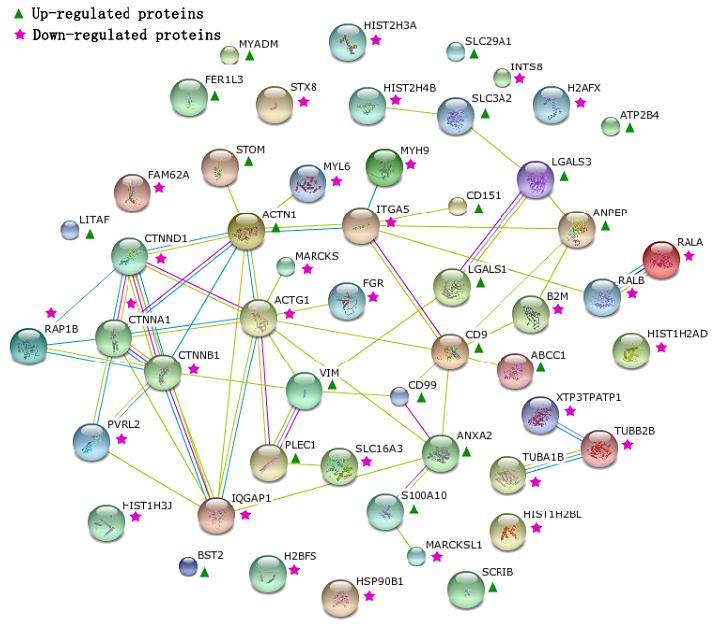 Up-regulated proteins
Down-regulated proteins
HIST2H3A
MYADM
SLC29A1
INTS8
FER1L3
STX8
HIST2H4B
SLC3A2
H2AFX
ATP2B4
STOM
MYL6
MYH9
LGALS3
FAM62A
CD151
LITAF
ACTN1
ITGA5
ANPEP
CTNND1
MARCKS
RALA
LGALS1
RALB
ACTG1
FGR
B2M
CTNNA1
RAP1B
HIST1H2AD
CTNNB1
CD9
ABCC1
VIM
CD99
XTP3TPATP1
PVRL2
TUBB2B
PLEC1
SLC16A3
ANXA2
TUBA1B
IQGAP1
S100A10
HIST1H3J
HIST1H2BL
MARCKSL1
BST2
H2BFS
HSP90B1
SCRIB